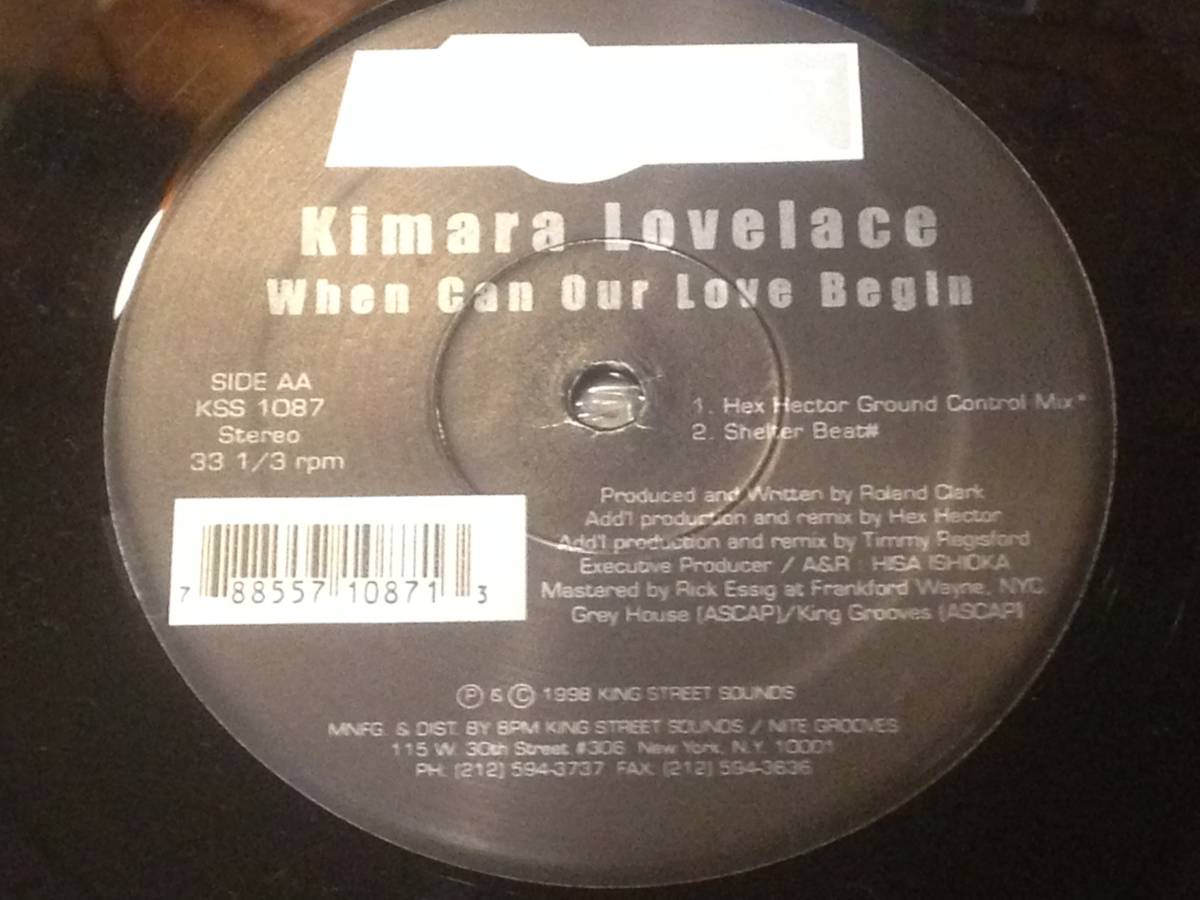 Kimara Lovelace
When Can Our Love Begin
SIDE AA
KSS 1087
Stereo
33 1/3 rpm
1. Hex Hector Ground Control Mix*
2. Shelter Beat#
Produced and Written by Roland Clark
Add'l production and remix by Hex Hector
Add'l production and remix by Timmy Regisford
Executive Producer / A&R : HISA ISHIOKA
Mastered by Rick Essig at Frankford Wayne, NYC
Grey House (ASCAP)/King Grooves (ASCAP)
7 88557 10871 3
Ⓟ & Ⓒ 1998 KING STREET SOUNDS
MNFG. & DIST. BY BPM KING STREET SOUNDS / NITE GROOVES
115 W. 30th Street #306 New York, N.Y. 10001
PH: (212) 594-3737 FAX: (212) 594-3636